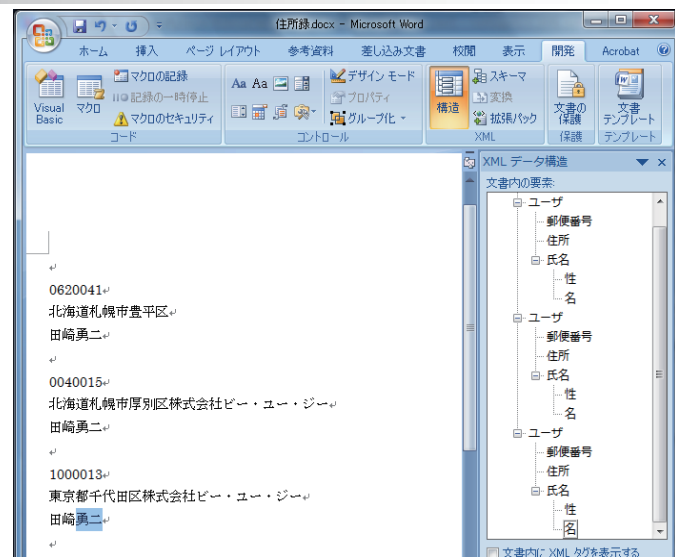 住所録.docx - Microsoft Word
ホーム 挿入 ページ レイアウト 参考資料 差し込み文書 校閲 表示 開発 Acrobat
Visual Basic
マクロ
マクロの記録
記録の一時停止
マクロのセキュリティ
コード
Aa Aa
デザイン モード
プロパティ
グループ化
コントロール
構造
スキーマ
変換
拡張パック
XML
文書の保護
保護
文書テンプレート
テンプレート
0620041
北海道札幌市豊平区
田崎勇二
0040015
北海道札幌市厚別区株式会社ビー・ユー・ジー
田崎勇二
1000013
東京都千代田区株式会社ビー・ユー・ジー
田崎勇二
XML データ構造
文書内の要素:
ユーザ
郵便番号
住所
氏名
性
名
ユーザ
郵便番号
住所
氏名
性
名
ユーザ
郵便番号
住所
氏名
性
名
文書内に XML タグを表示する